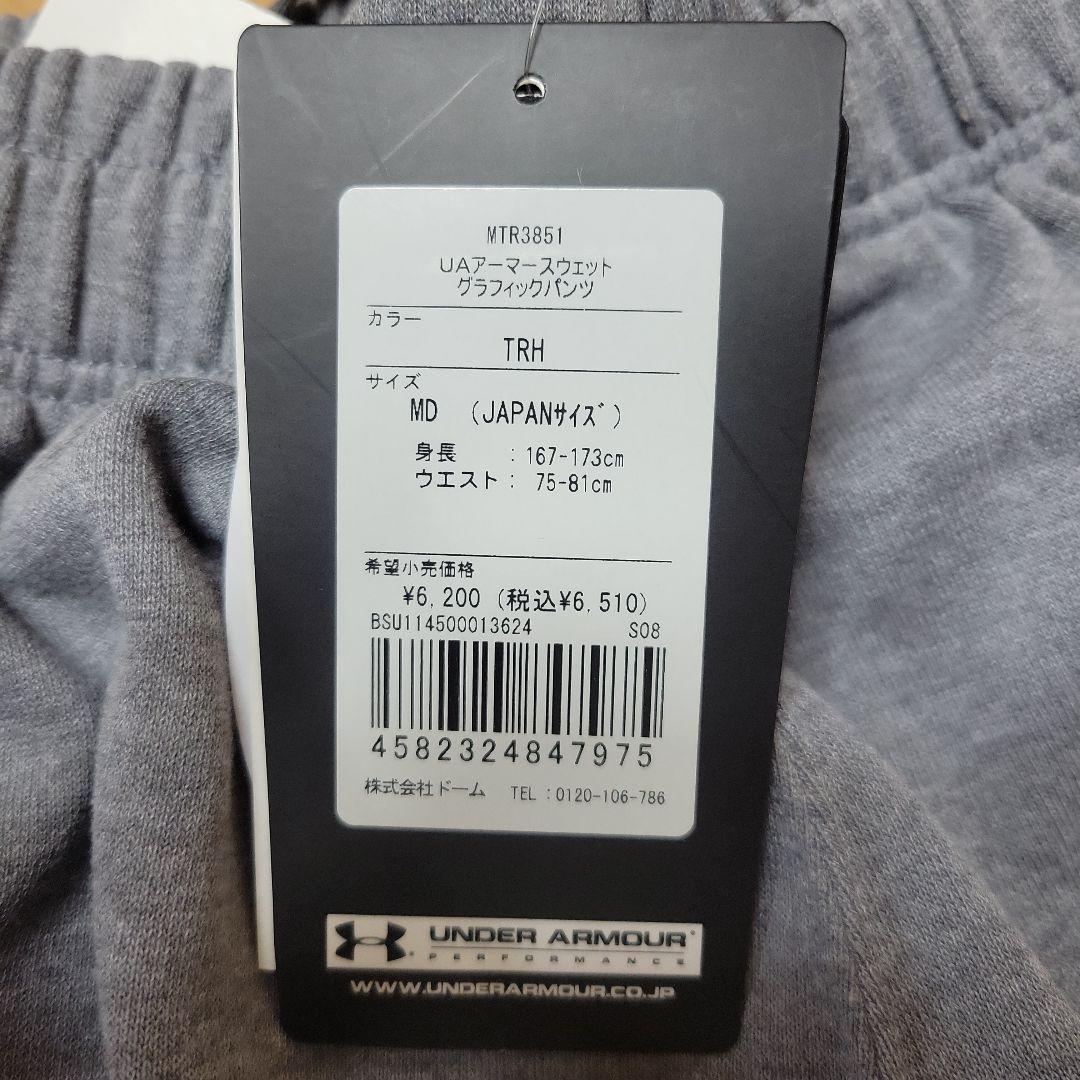 MTR3851
UAアーマースウェット
グラフィックパンツ
カラー
TRH
サイズ
MD (JAPANｻｲｽﾞ)
身長 : 167-173cm
ウエスト : 75-81cm
希望小売価格
¥6,200 (税込¥6,510)
BSU114500013624 S08
4582324847975
株式会社ドーム TEL :0120-106-786
UNDER ARMOUR
PERFORMANCE
WWW.UNDERARMOUR.CO.JP